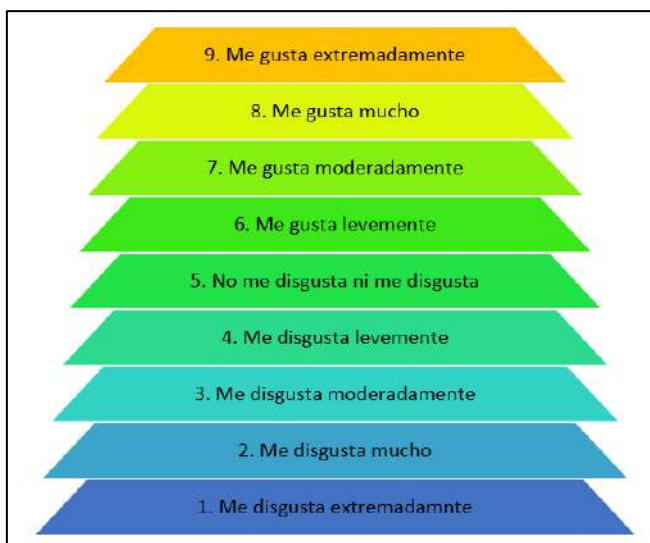 9. Me gusta extremadamente
8. Me gusta mucho
7. Me gusta moderadamente
6. Me gusta levemente
5. No me disgusta ni me disgusta
4. Me disgusta levemente
3. Me disgusta moderadamente
2. Me disgusta mucho
1. Me disgusta extremadamnte